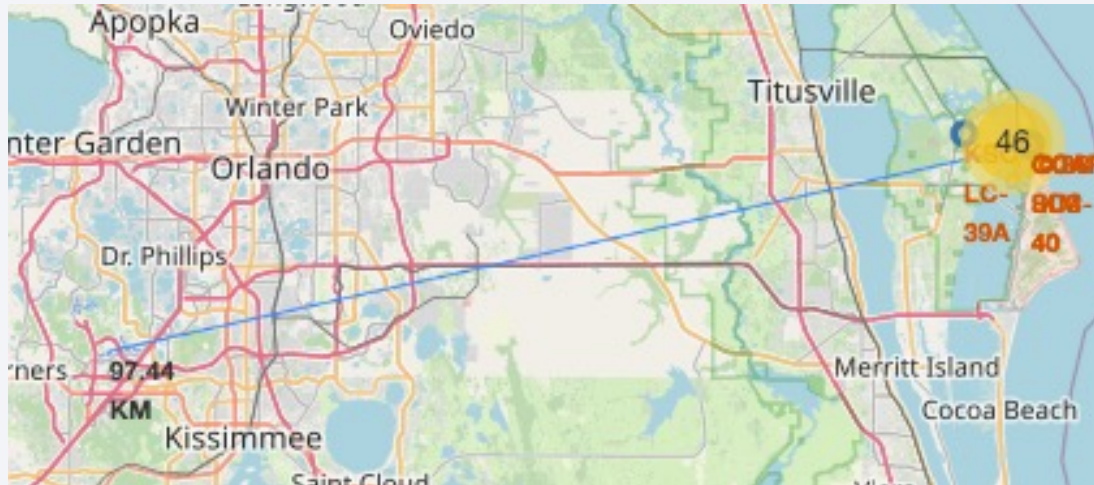 Apopka
Oviedo
Winter Park
Titusville
nter Garden
Orlando
46
LC-
39A
40
Dr. Phillips
rners
97.44
KM
Merritt Island
Cocoa Beach
Kissimmee
Saint Cloud